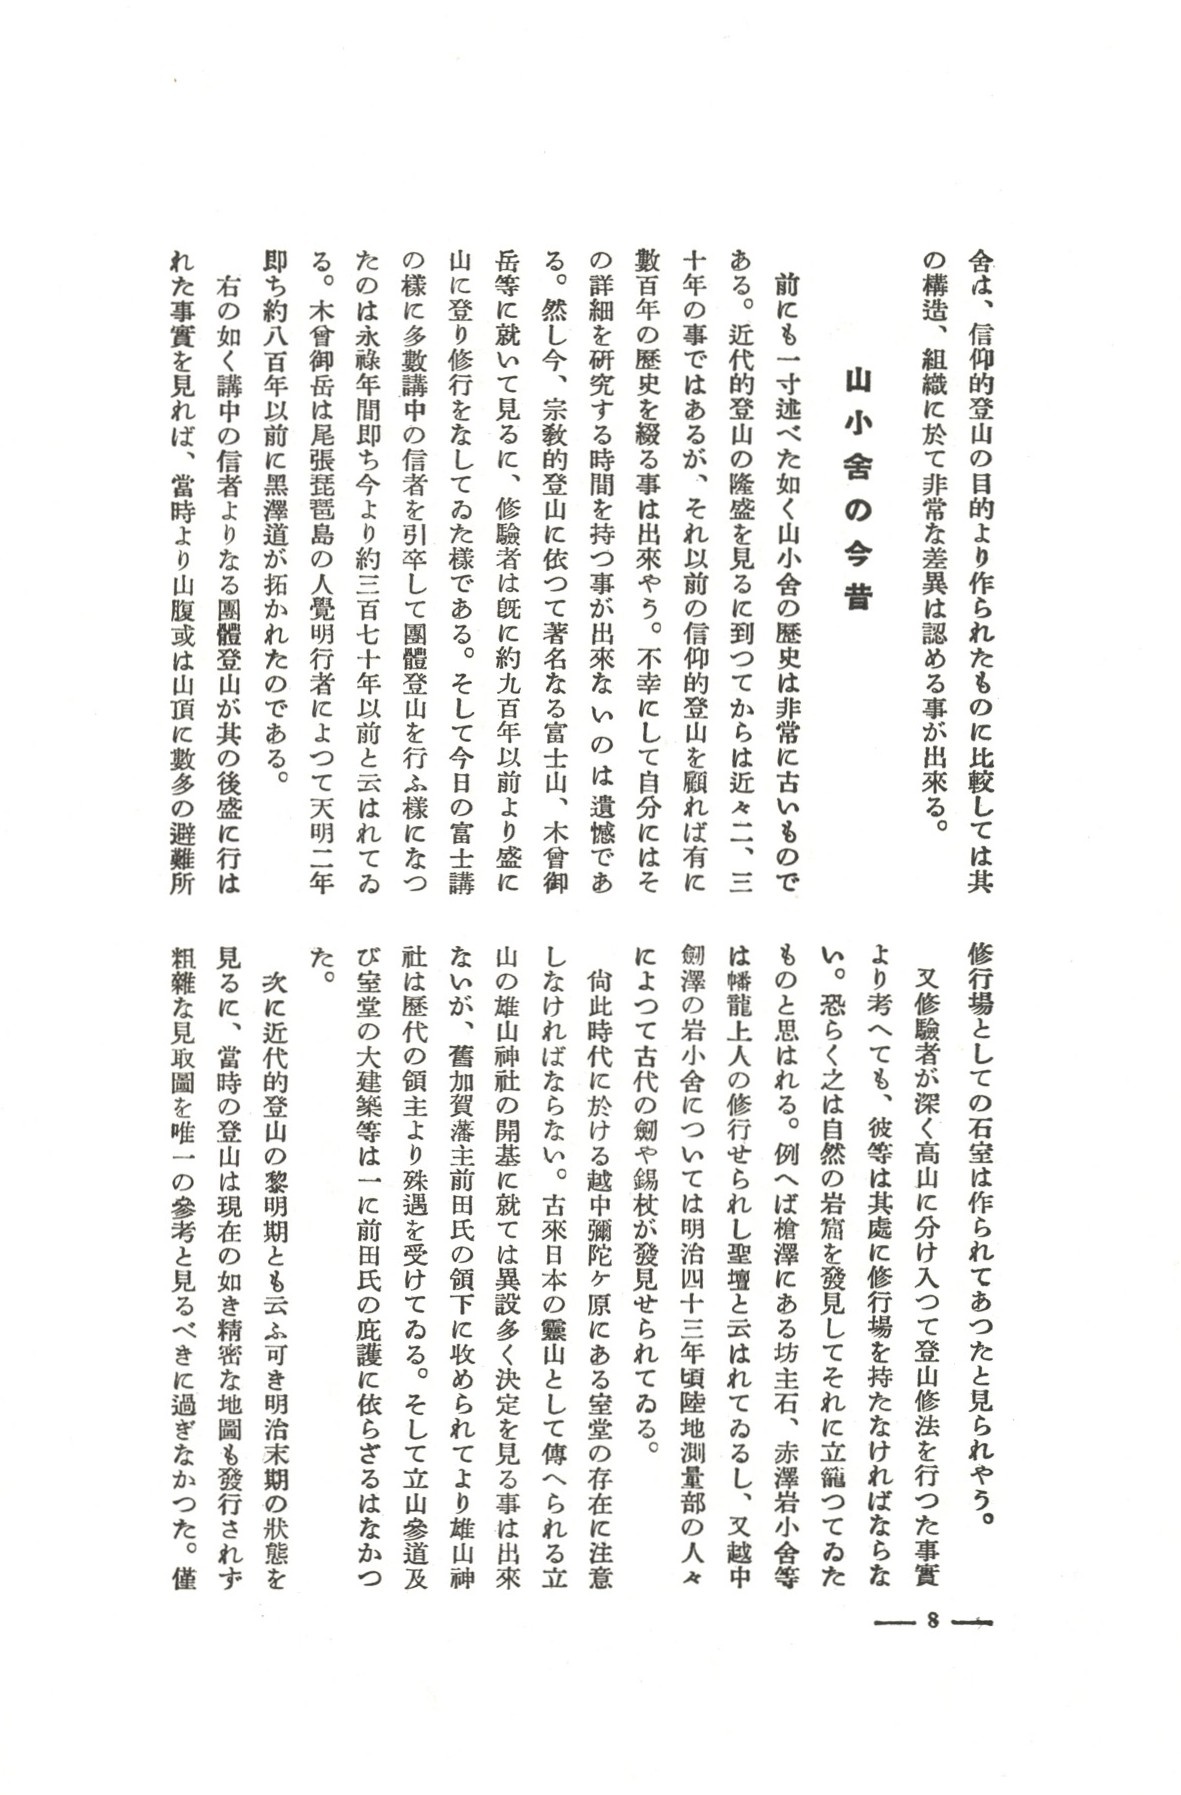 舍は、信仰的登山の目的より作られたものに比較しては其
の構造、組織に於て非常な差異は認める事が出來る。
山小舍の今昔
前にも一寸述べた如く山小舍の歷史は非常に古いもので
ある。近代的登山の隆盛を見るに到つてからは近々二、三
十年の事ではあるが、それ以前の信仰的登山を顧れば有に
數百年の歷史を綴る事は出來やう。不幸にして自分にはそ
の詳細を研究する時間を持つ事が出來ないのは遺憾であ
る。然し今、宗敎的登山に依つて著名なる富士山、木曾御
岳等に就いて見るに、修驗者は旣に約九百年以前より盛に
山に登り修行をなしてゐた樣である。そして今日の富士講
の樣に多數講中の信者を引卒して團體登山を行ふ樣になつ
たのは永祿年間即ち今より約三百七十年以前と云はれてゐ
る。木曾御岳は尾張琵琶島の人覺明行者によつて天明二年
即ち約八百年以前に黑澤道が拓かれたのである。
右の如く講中の信者よりなる團體登山が其の後盛に行は
れた事實を見れば、當時より山腹或は山頂に數多の避難所
修行場としての石室は作られてあつたと見られやう。
又修驗者が深く高山に分け入つて登山修法を行つた事實
より考へても、彼等は其處に修行場を持たなければならな
い。恐らく之は自然の岩窟を發見してそれに立籠つてゐた
ものと思はれる。例へば槍澤にある坊主石、赤澤岩小舍等
は幡龍上人の修行せられし聖壇と云はれてゐるし、又越中
劒澤の岩小舍については明治四十三年頃陸地測量部の人々
によつて古代の劒や錫杖が發見せられてゐる。
尙此時代に於ける越中彌陀ヶ原にある室堂の存在に注意
しなければならない。古來日本の靈山として傳へられる立
山の雄山神社の開基に就ては異設多く決定を見る事は出來
ないが、舊加賀藩主前田氏の領下に收められてより雄山神
社は歷代の領主より殊遇を受けてゐる。そして立山參道及
び室堂の大建築等は一に前田氏の庇護に依らざるはなかつ
た。
次に近代的登山の黎明期とも云ふ可き明治末期の狀態を
見るに、當時の登山は現在の如き精密な地圖も發行されず
粗雜な見取圖を唯一の參考と見るべきに過ぎなかつた。僅
8